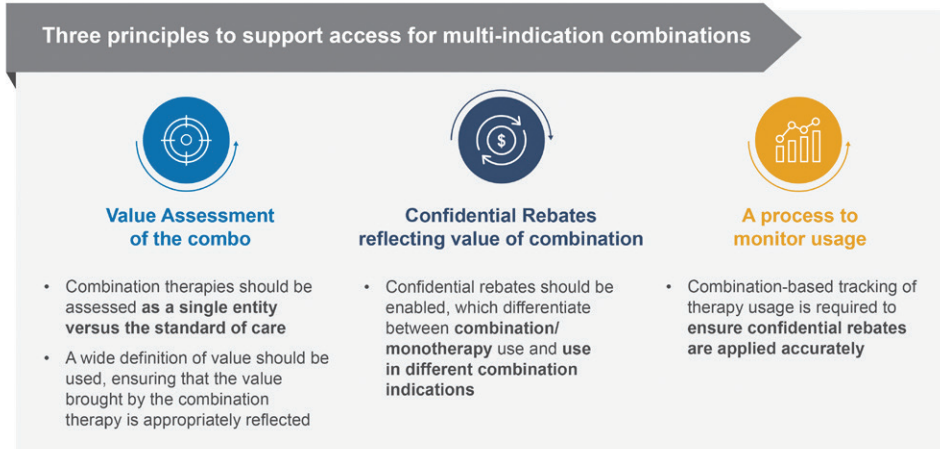 Three principles to support access for multi-indication combinations
$
Value Assessment
of the combo
• Combination therapies should be
assessed as a single entity
versus the standard of care
• A wide definition of value should be
used, ensuring that the value
brought by the combination
therapy is appropriately reflected
Confidential Rebates
reflecting value of combination
• Confidential rebates should be
enabled, which differentiate
between combination/
monotherapy use and use
in different combination
indications
A process to
monitor usage
• Combination-based tracking of
therapy usage is required to
ensure confidential rebates
are applied accurately